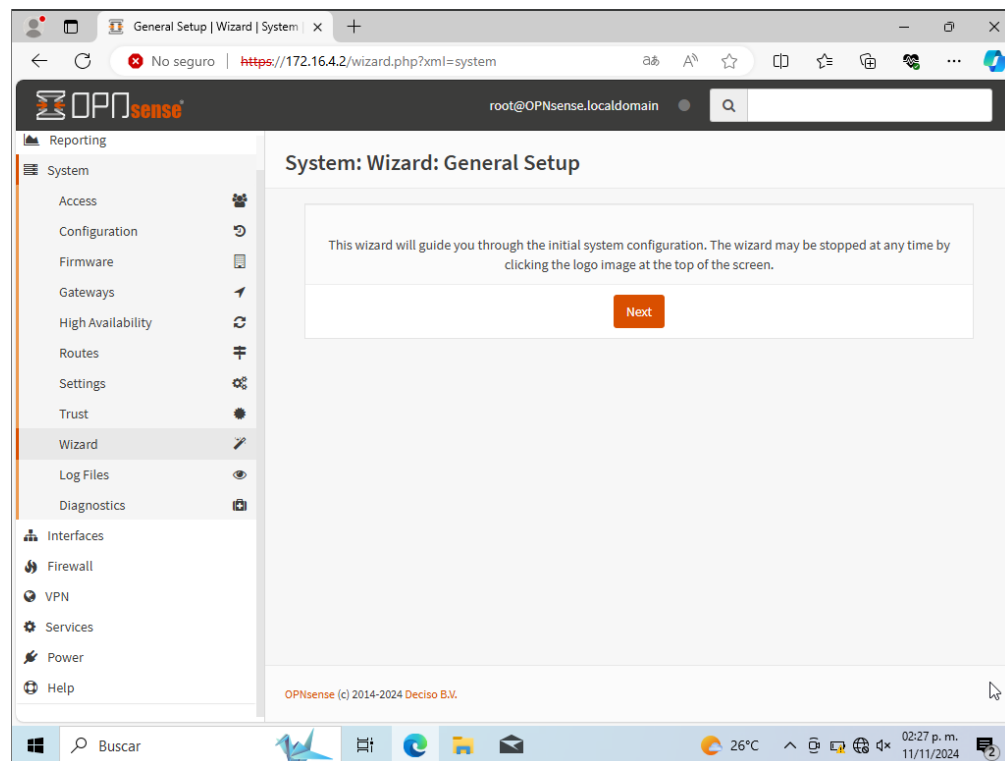 General Setup | Wizard | System |
No seguro
https://172.16.4.2/wizard.php?xml=system
OPNsense
root@OPNsense.localdomain
Reporting
System
Access
Configuration
Firmware
Gateways
High Availability
Routes
Settings
Trust
Wizard
Log Files
Diagnostics
Interfaces
Firewall
VPN
Services
Power
Help
System: Wizard: General Setup
This wizard will guide you through the initial system configuration. The wizard may be stopped at any time by
clicking the logo image at the top of the screen.
Next
OPNsense (c) 2014-2024 Deciso B.V.
Buscar
26°C
02:27 p. m.
11/11/2024
2